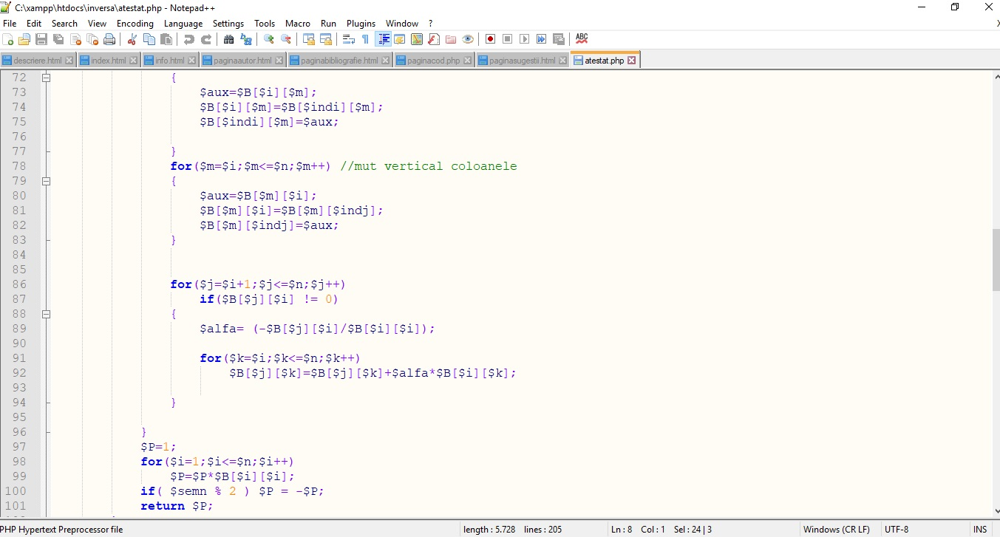 C:\xampp\htdocs\inversa\atestat.php - Notepad++
File Edit Search View Encoding Language Settings Tools Macro Run Plugins Window ?
descriere.html index.html info.html paginaautor.html paginabibliografie.html paginacod.php paginasugestii.html atestat.php
72 {
73 $aux=$B[$i][$m];
74 $B[$i][$m]=$B[$indi][$m];
75 $B[$indi][$m]=$aux;
76
77 }
78 for($m=$i;$m<=$n;$m++) //mut vertical coloanele
79 {
80 $aux=$B[$m][$i];
81 $B[$m][$i]=$B[$m][$indj];
82 $B[$m][$indj]=$aux;
83 }
84
85
86 for($j=$i+1;$j<=$n;$j++)
87 if($B[$j][$i] != 0)
88 {
89 $alfa= (-$B[$j][$i]/$B[$i][$i]);
90
91 for($k=$i;$k<=$n;$k++)
92 $B[$j][$k]=$B[$j][$k]+$alfa*$B[$i][$k];
93
94 }
95
96 }
97 $P=1;
98 for($i=1;$i<=$n;$i++)
99 $P=$P*$B[$i][$i];
100 if( $semn % 2 ) $P = -$P;
101 return $P;
PHP Hypertext Preprocessor file length : 5.728 lines : 205 Ln : 8 Col : 1 Sel : 24 | 3 Windows (CR LF) UTF-8 INS